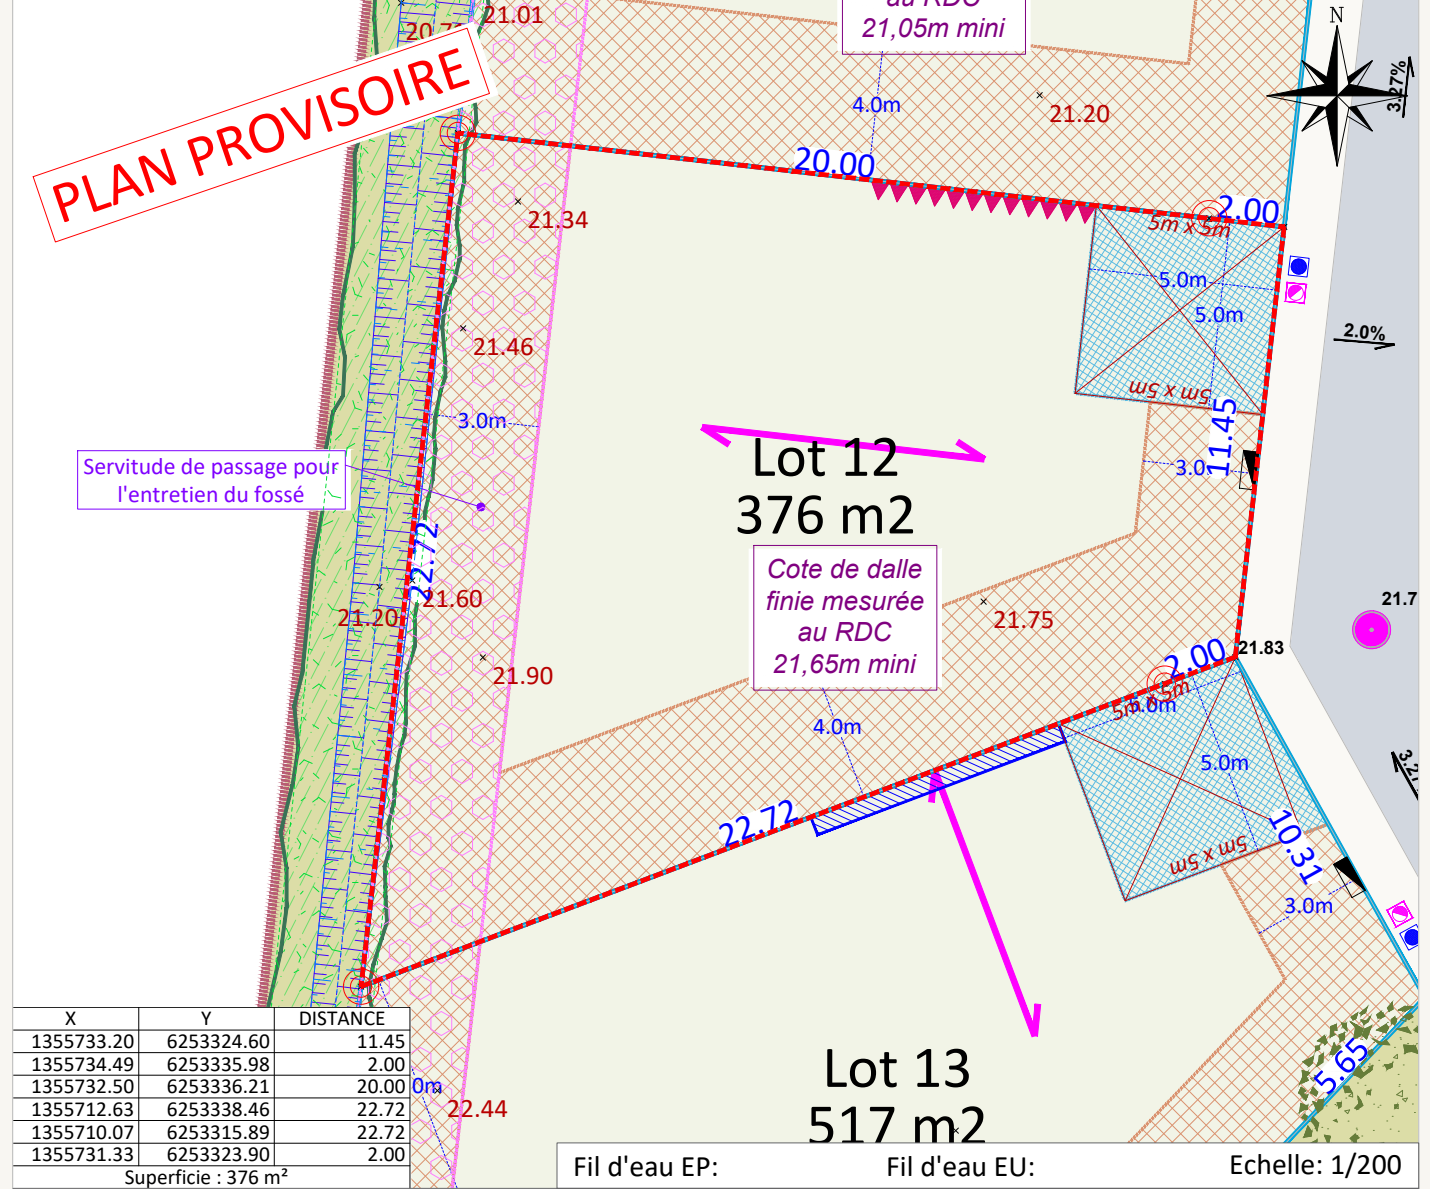 au RDC
21,05m mini
21.01
N
3.27%
PLAN PROVISOIRE
4.0m
21.20
20.00
2.00
5m x 5m
21.34
5.0m
5.0m
2.0%
21.46
5m x 5m
3.0m
11.45
Lot 12
376 m2
Servitude de passage pour
l'entretien du fossé
22.72
Cote de dalle
finie mesurée
au RDC
21,65m mini
21.60
21.20
21.75
21.7
21.83
2.00
21.90
5m x 5m
5.0m
4.0m
5.0m
22.72
10.31
5m x 5m
3.0m
X Y DISTANCE
1355733.20 6253324.60 11.45
1355734.49 6253335.98 2.00
1355732.50 6253336.21 20.00
1355712.63 6253338.46 22.72
1355710.07 6253315.89 22.72
1355731.33 6253323.90 2.00
Superficie : 376 m²
0m
22.44
Lot 13
517 m2
5.65
Fil d'eau EP:
Fil d'eau EU:
Echelle: 1/200